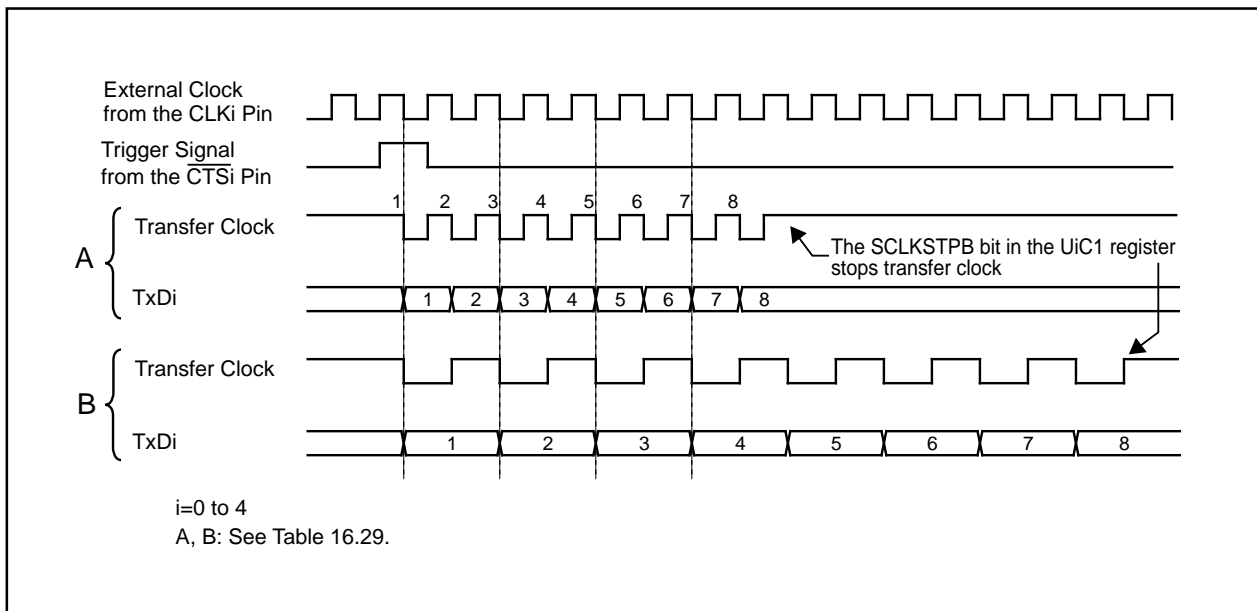 External Clock
from the CLKi Pin
Trigger Signal
from the CTSi Pin
1 2 3 4 5 6 7 8
Transfer Clock
The SCLKSTPB bit in the UiC1 register
stops transfer clock
A
TxDi
1 2 3 4 5 6 7 8
Transfer Clock
B
TxDi
1 2 3 4 5 6 7 8
i=0 to 4
A, B: See Table 16.29.